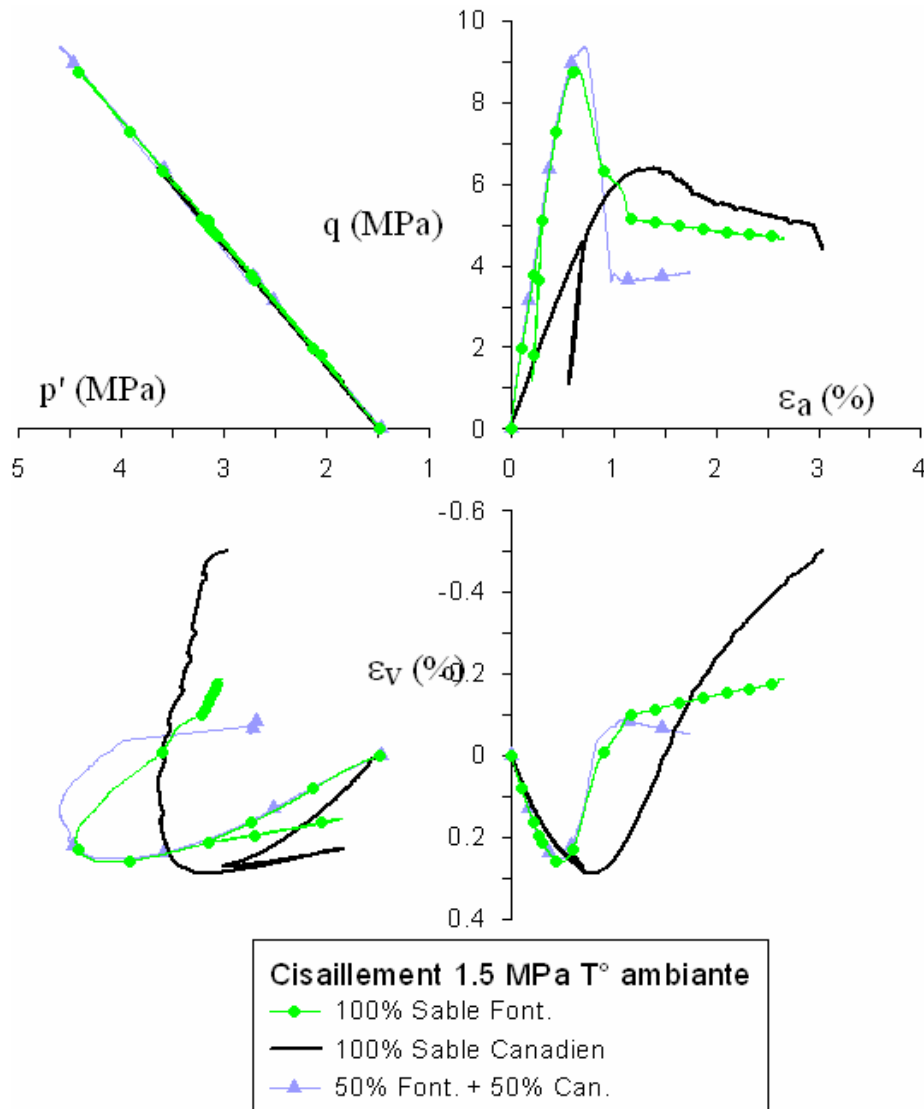 10
8
q (MPa)
6
4
p' (MPa)
2
εa (%)
0
5 4 3 2 1
0 1 2 3 4
-0.6
-0.4
εv (%)
-0.2
0
0.2
0.4
Cisaillement 1.5 MPa T° ambiante
100% Sable Font.
100% Sable Canadien
50% Font. + 50% Can.